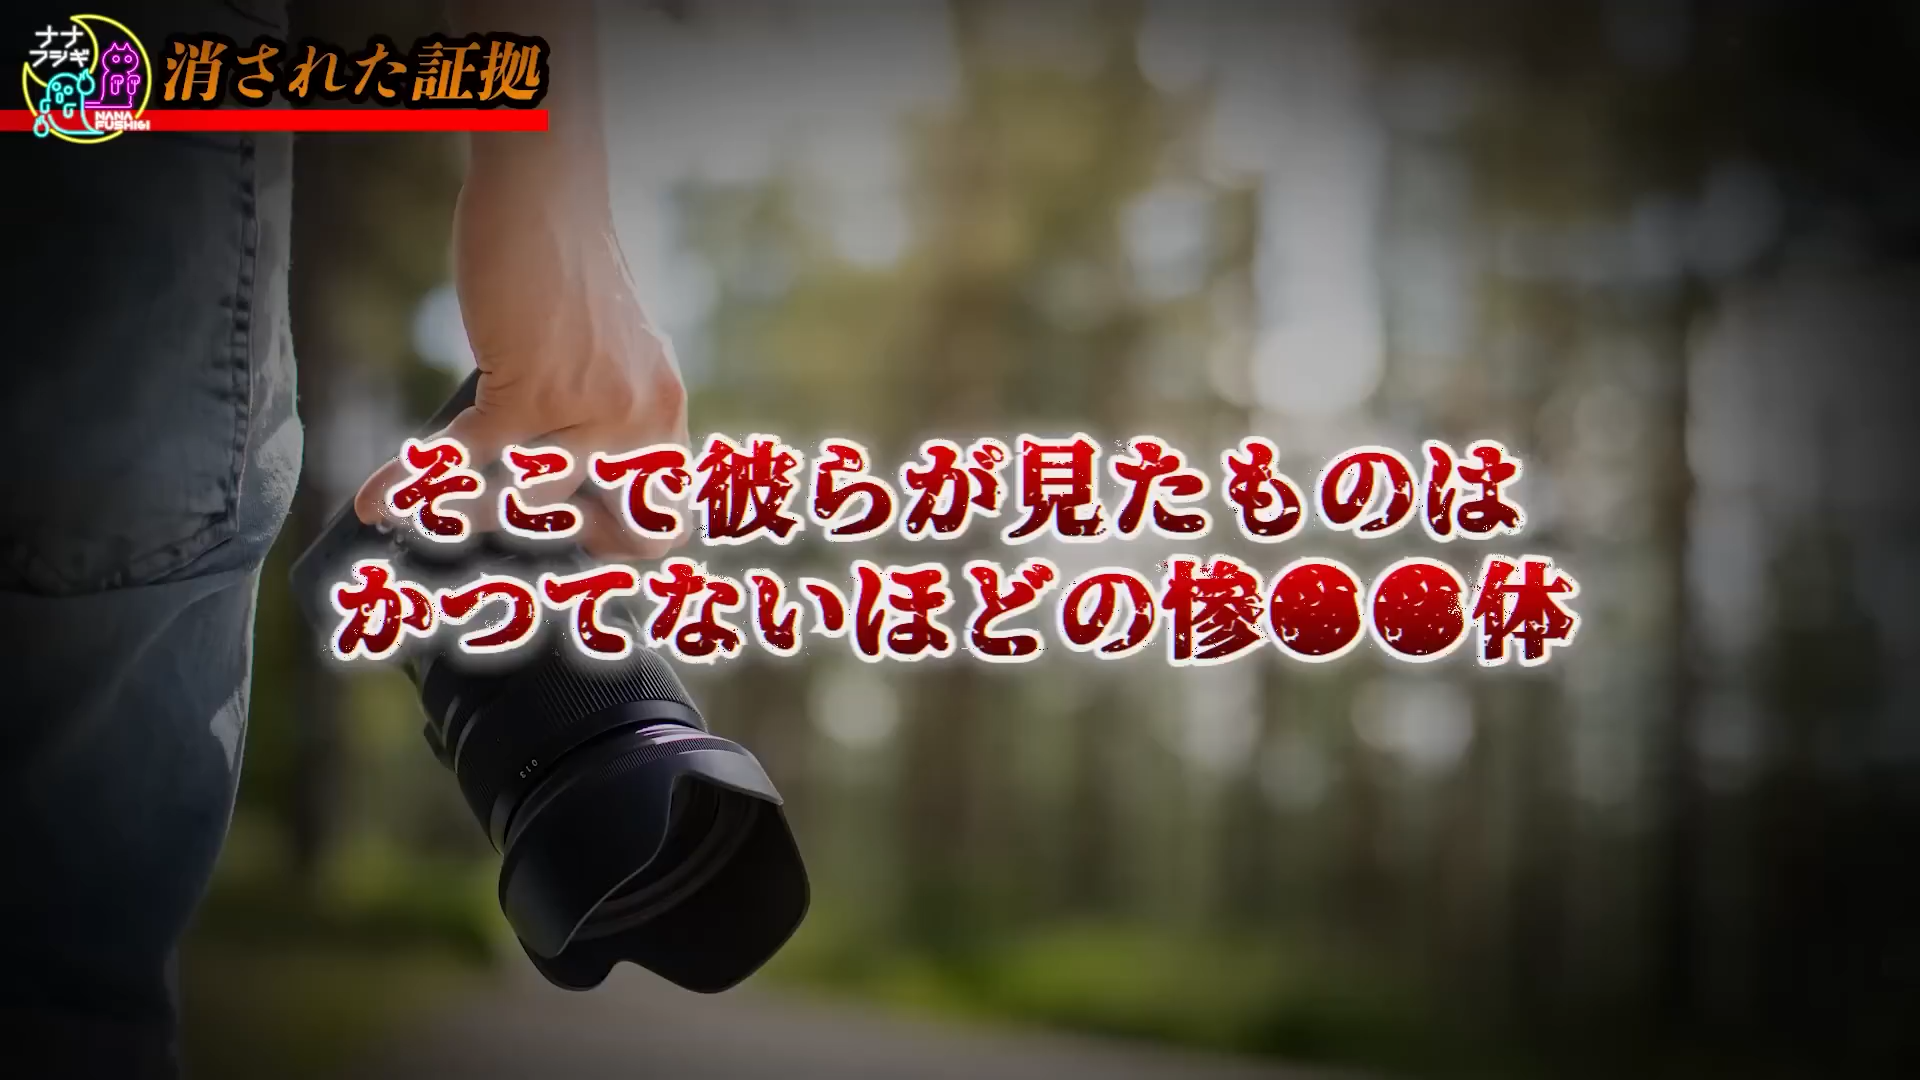 ナナ
フシギ
NANA
FUSHIGI
消された証拠
そこで彼らが見たものは
かつてないほどの惨●●体
013